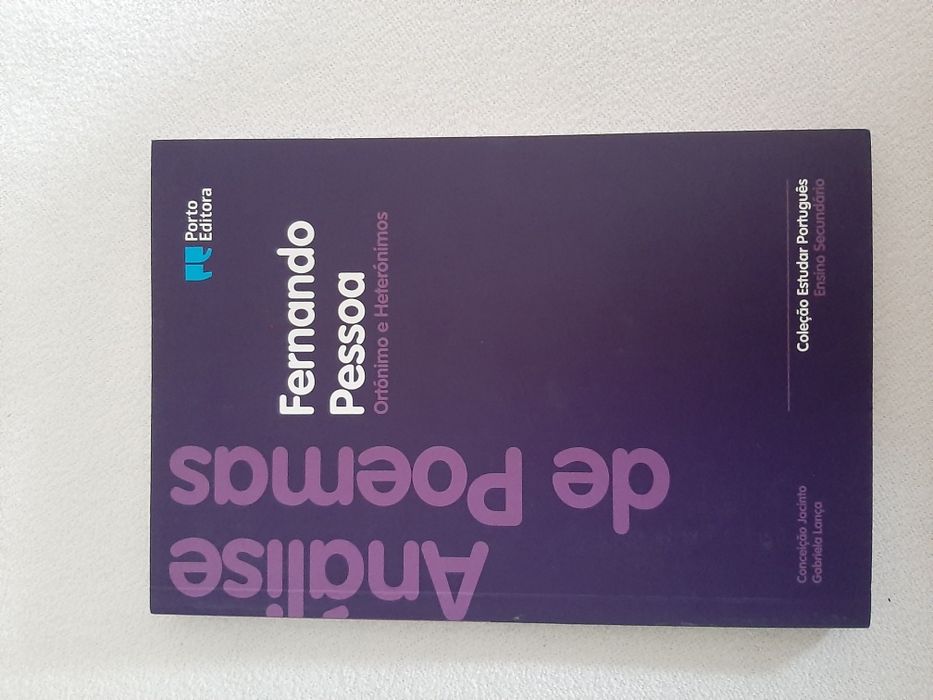 Porto
Editora
Fernando
Pessoa
Ortónimo e Heterónimos
Análise
de Poemas
Coleção Estudar Português
Ensino Secundário
Conceição Jacinto
Gabriela Lança